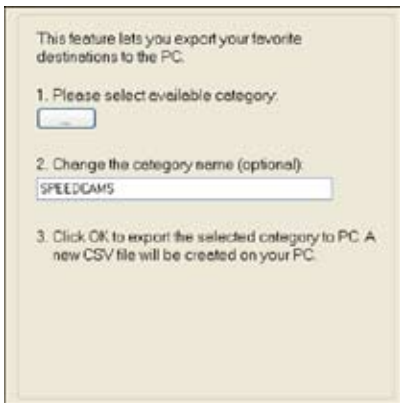 This feature lets you export your favorite
destinations to the PC.
1. Please select available category:
...
2. Change the category name (optional):
SPEEDCAMS
3. Click OK to export the selected category to PC. A
new CSV file will be created on your PC.